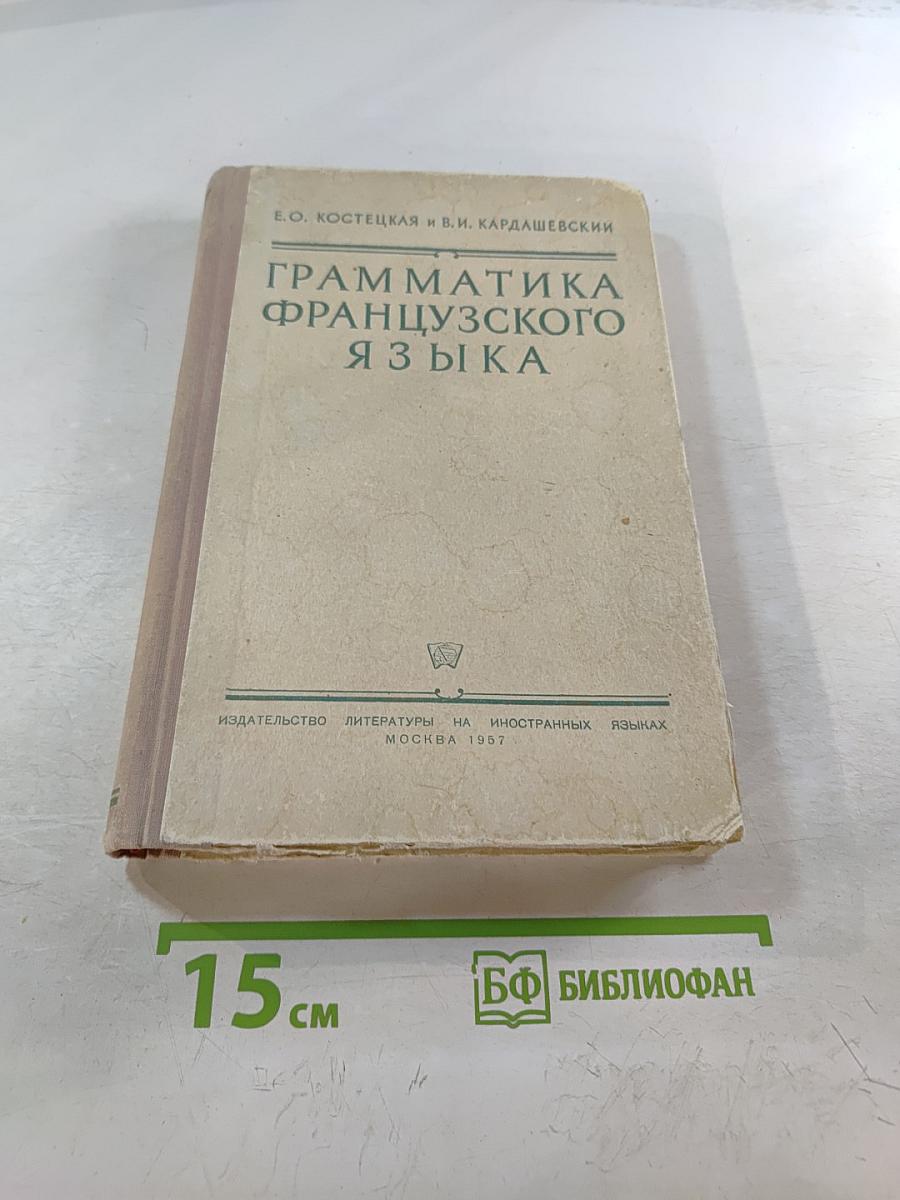 Е.О. КОСТЕЦКАЯ и В.И. КАРДАШЕВСКИЙ
ГРАММАТИКА
ФРАНЦУЗСКОГО
ЯЗЫКА
ИЗДАТЕЛЬСТВО ЛИТЕРАТУРЫ НА ИНОСТРАННЫХ ЯЗЫКАХ
МОСКВА 1957
15 см
БФ БИБЛИОФАН